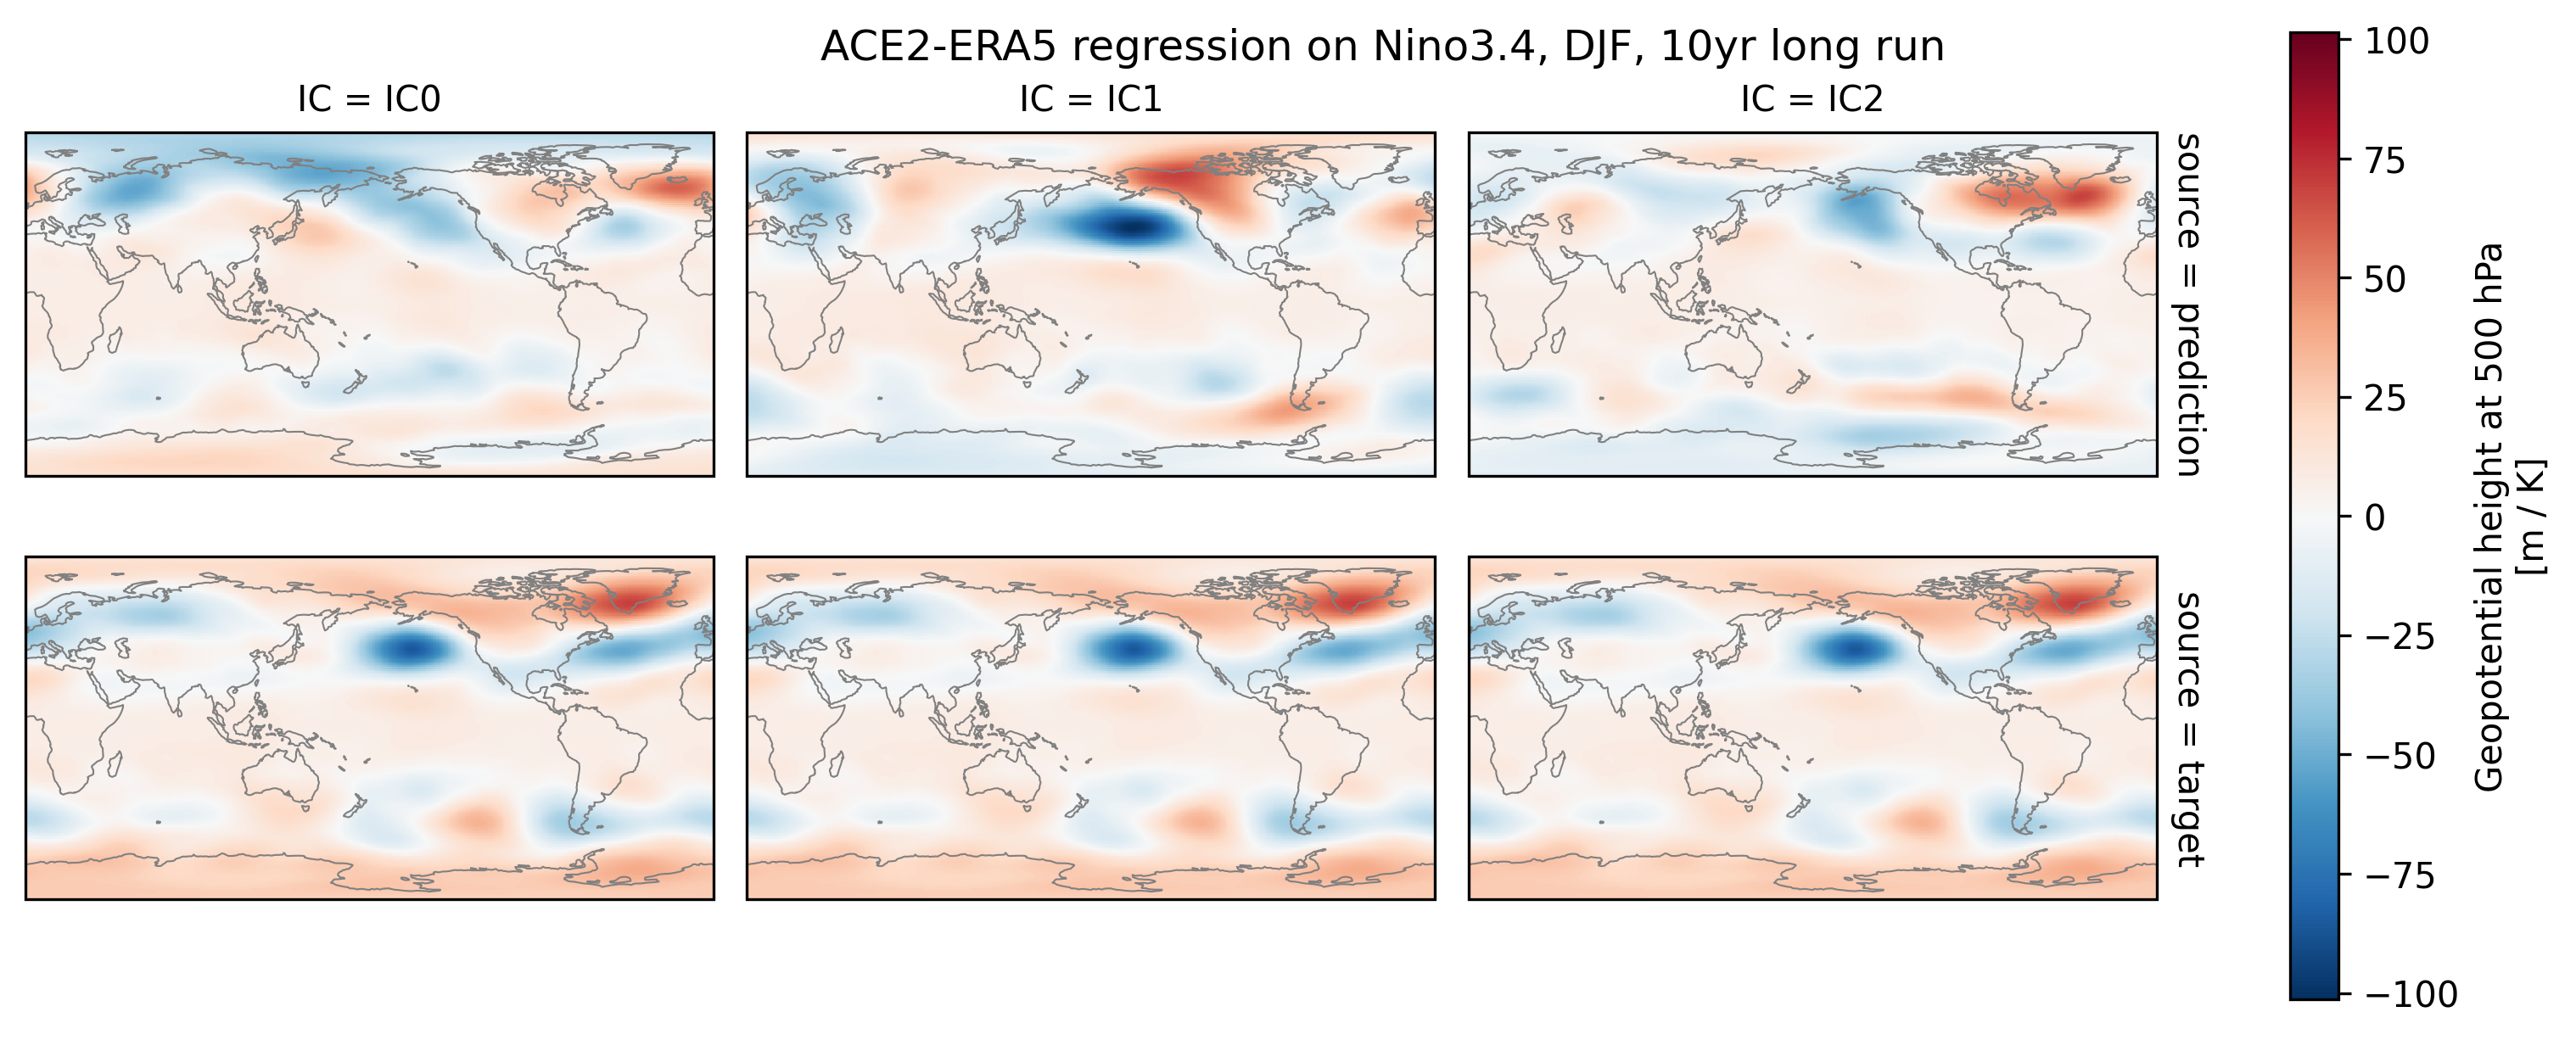 ACE2-ERA5 regression on Nino3.4, DJF, 10yr long run
IC = IC0
IC = IC1
IC = IC2
source = prediction
source = target
100
75
50
25
0
−25
−50
−75
−100
Geopotential height at 500 hPa
[m / K]